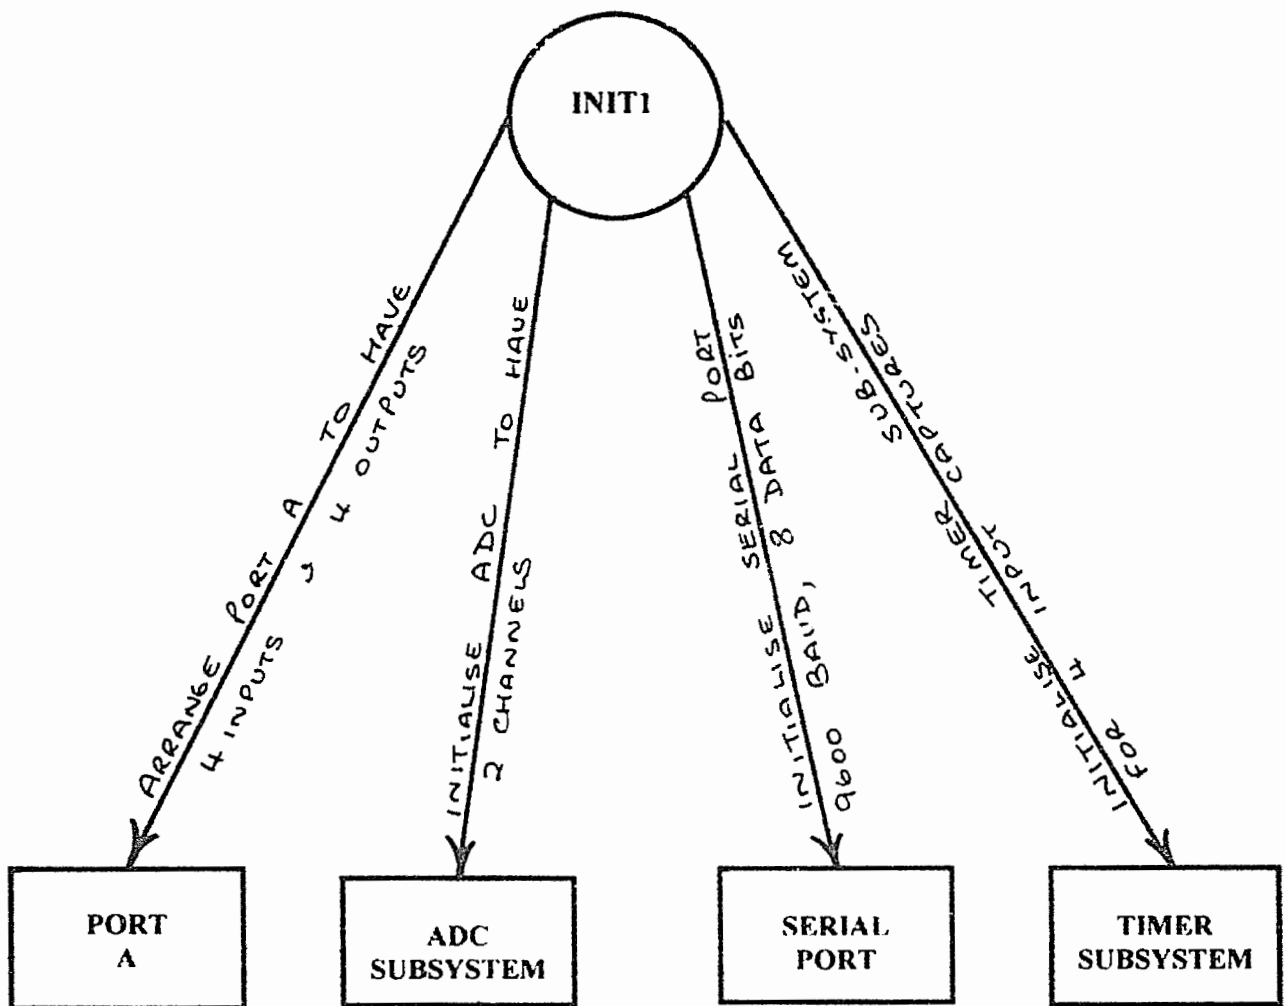 INIT1
ARRANGE PORT A TO HAVE
4 INPUTS , 4 OUTPUTS
INITIALISE ADC TO HAVE
2 CHANNELS
INITIALISE SERIAL PORT
9600 BAUD, 8 DATA BITS
INITIALISE TIMER SUB-SYSTEM
FOR 4 INPUT CAPTURES
PORT
A
ADC
SUBSYSTEM
SERIAL
PORT
TIMER
SUBSYSTEM